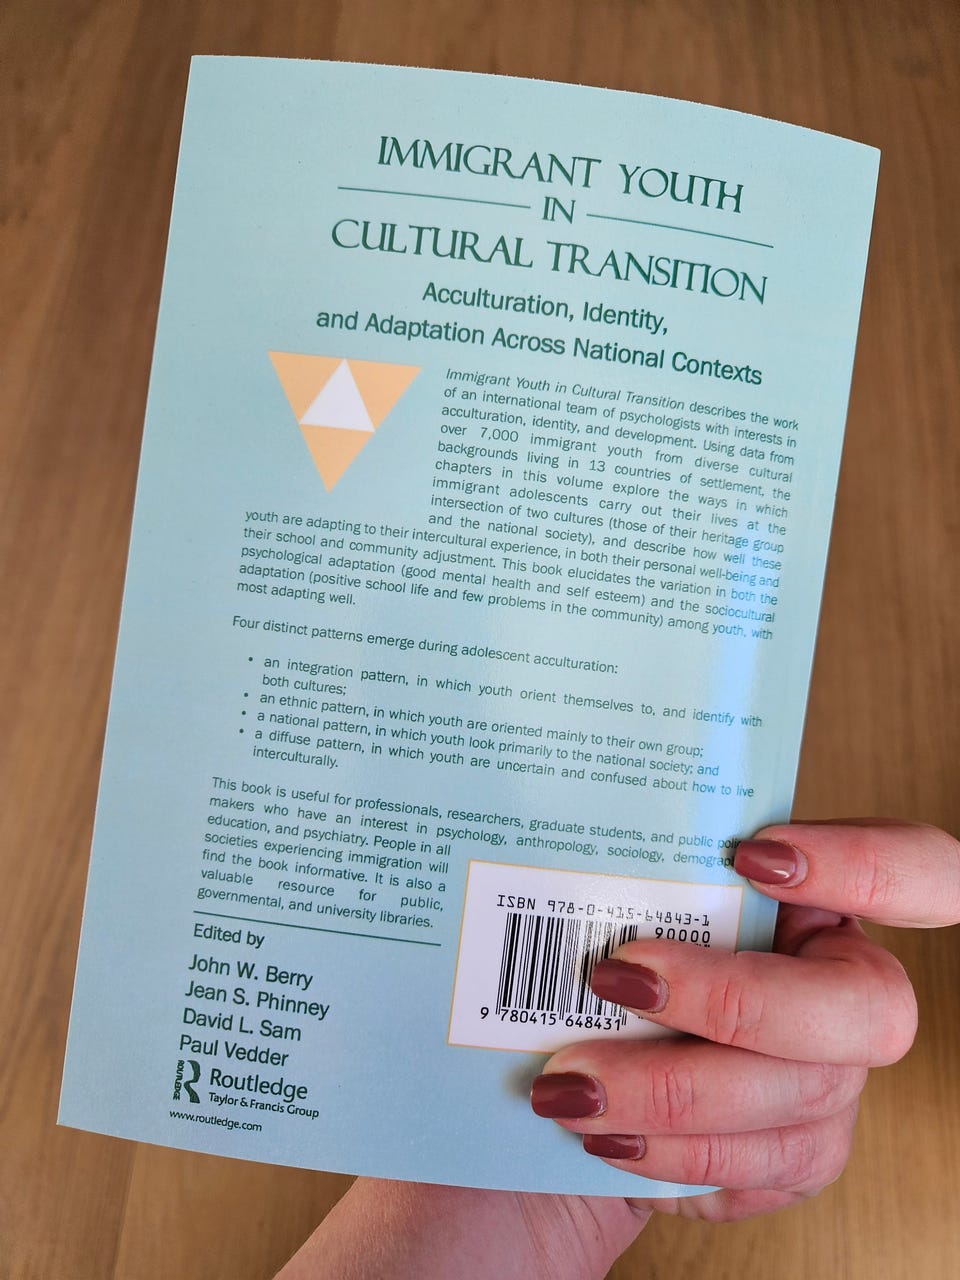 IMMIGRANT YOUTH
IN
CULTURAL TRANSITION
Acculturation, Identity,
and Adaptation Across National Contexts
Immigrant Youth in Cultural Transition describes the work
of an international team of psychologists with interests in
acculturation, identity, and development. Using data from
over 7,000 immigrant youth from diverse cultural
backgrounds living in 13 countries of settlement, the
chapters in this volume explore the ways in which
immigrant adolescents carry out their lives at the
intersection of two cultures (those of their heritage group
and the national society), and describe how well these
youth are adapting to their intercultural experience, in both their personal well-being and
their school and community adjustment. This book elucidates the variation in both the
psychological adaptation (good mental health and self esteem) and the sociocultural
adaptation (positive school life and few problems in the community) among youth, with
most adapting well.
Four distinct patterns emerge during adolescent acculturation:
• an integration pattern, in which youth orient themselves to, and identify with
both cultures;
• an ethnic pattern, in which youth are oriented mainly to their own group;
• a national pattern, in which youth look primarily to the national society; and
• a diffuse pattern, in which youth are uncertain and confused about how to live
interculturally.
This book is useful for professionals, researchers, graduate students, and public
makers who have an interest in psychology, anthropology, sociology,
education, and psychiatry. People in all
societies experiencing immigration will
find the book informative. It is also a
valuable resource for public,
governmental, and university libraries.
ISBN 978-0-415-64843-1
90000
9 780415 648431
Edited by
John W. Berry
Jean S. Phinney
David L. Sam
Paul Vedder
ROUTLEDGE
Routledge
Taylor & Francis Group
www.routledge.com